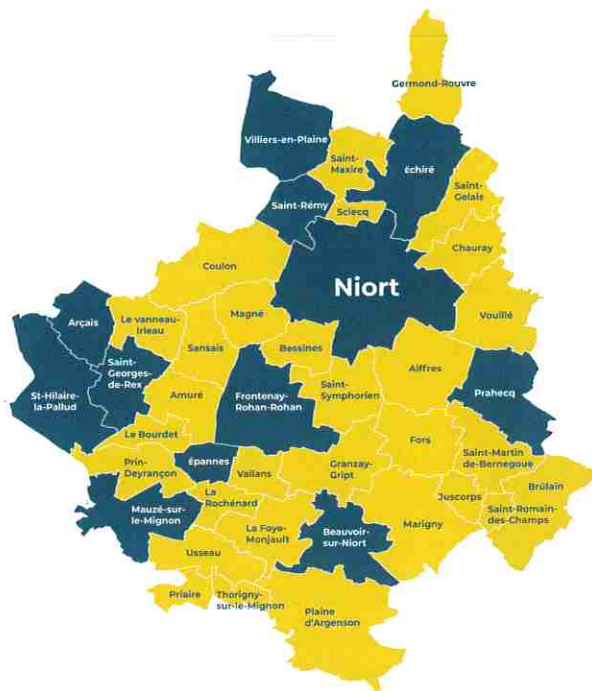 Germond-Rouvre
Villiers-en-Plaine
Saint-
Maxire
Échiré
Saint-
Gelais
Saint-Rémy
Sciecq
Chauray
Coulon
Niort
Magné
Vouillé
Arçais
Le vanneau-
Irleau
Sansais
Bessines
Saint-
Georges-
de-Rex
Aiffres
St-Hilaire-
la-Pallud
Amuré
Frontenay-
Rohan-Rohan
Saint-
Symphorien
Prahecq
Le Bourdet
Fors
Prin-
Deyrançon
Épannes
Vallans
Granzay-
Gript
Saint-Martin
de-Bernegoue
Brûlain
La
Rochénard
Juscorps
Saint-Romain-
des-Champs
Mauzé-sur-
le-Mignon
La Foye-
Monjault
Beauvoir-
sur-Niort
Marigny
Usseau
Priaire
Thorigny-
sur-le-Mignon
Plaine
d'Argenson